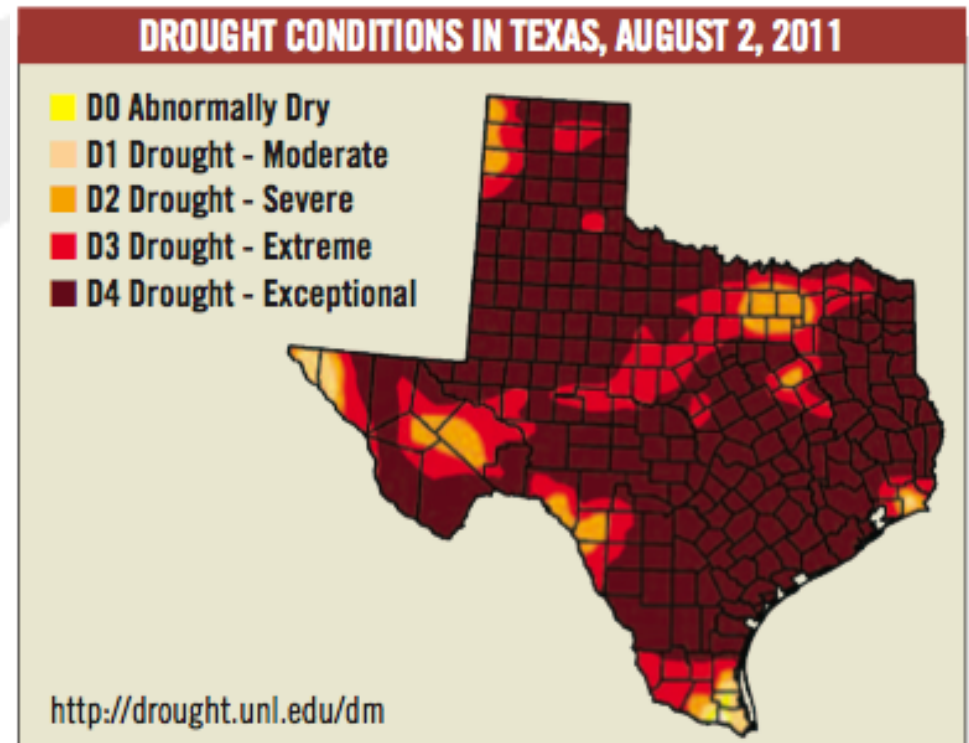 DROUGHT CONDITIONS IN TEXAS, AUGUST 2, 2011
D0 Abnormally Dry
D1 Drought - Moderate
D2 Drought - Severe
D3 Drought - Extreme
D4 Drought - Exceptional
http://drought.unl.edu/dm